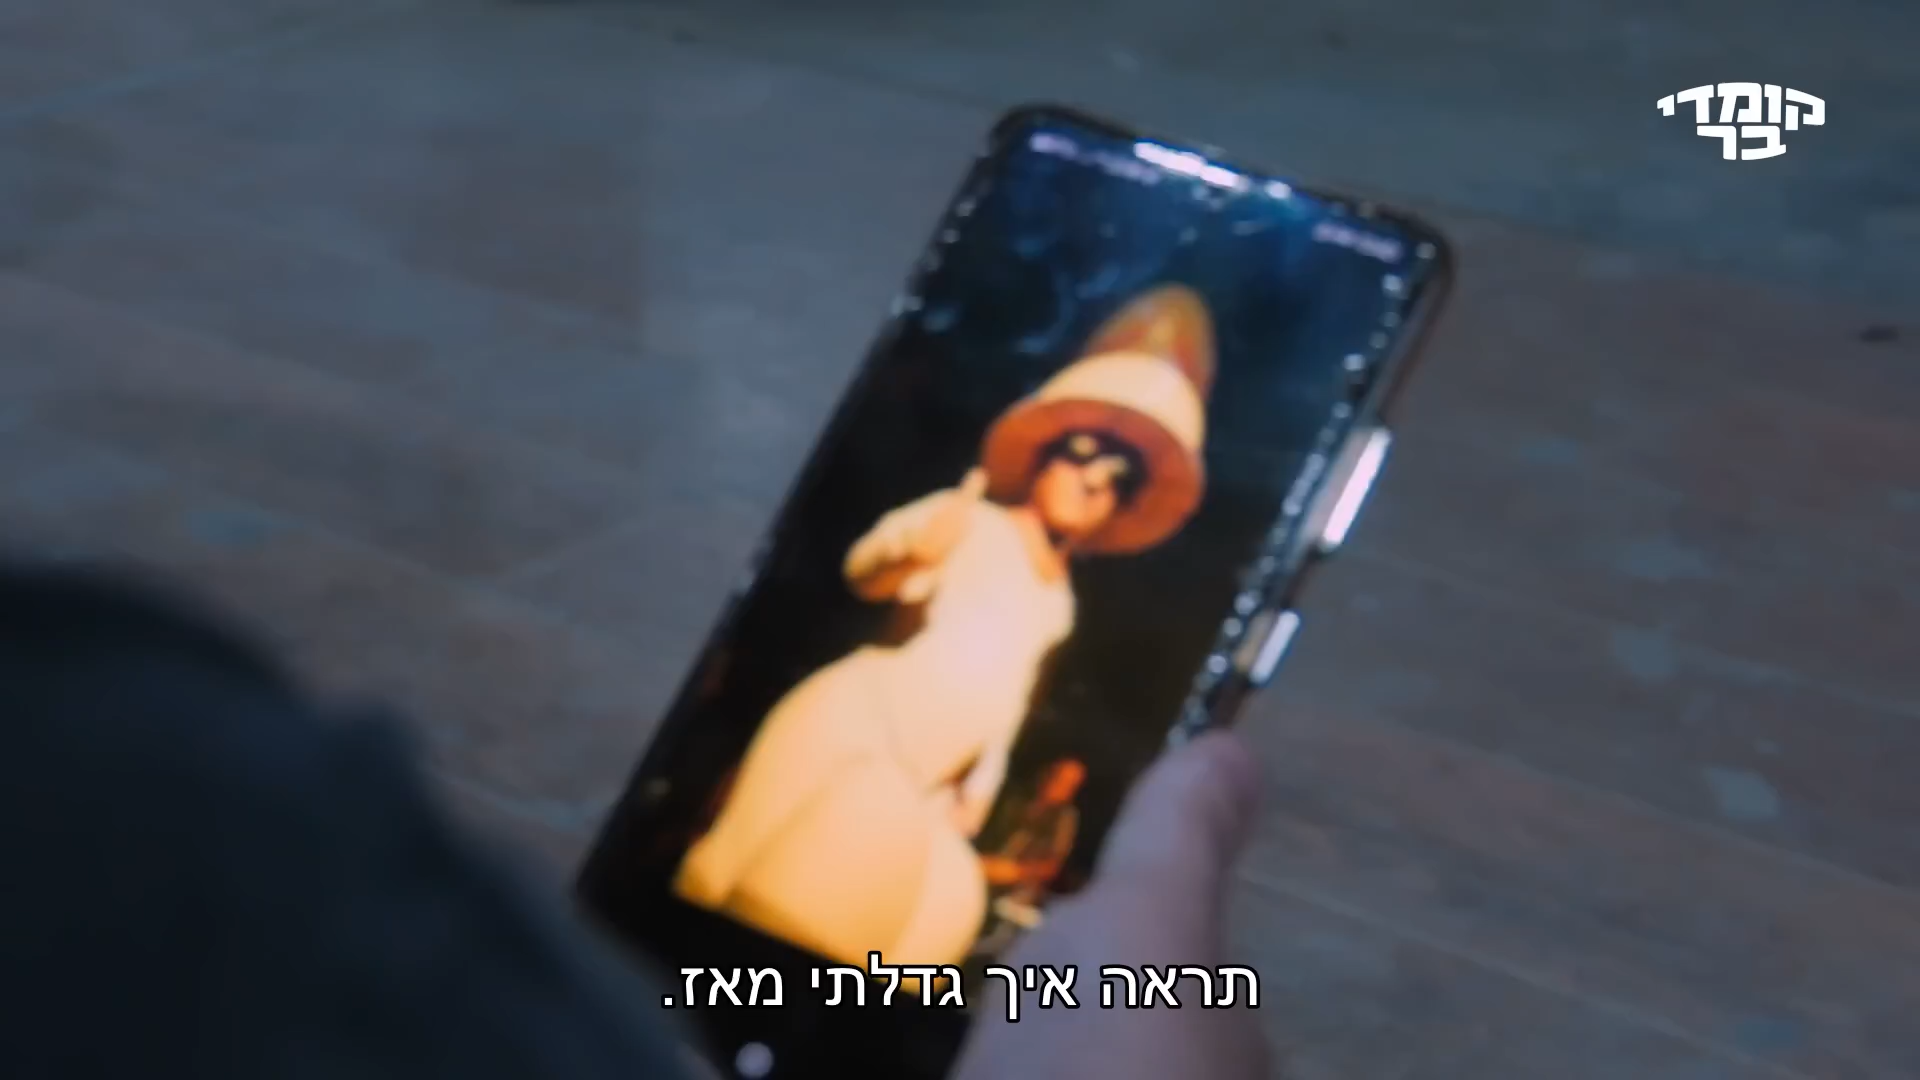 קומדי
בר
תראה איך גדלתי מאז.